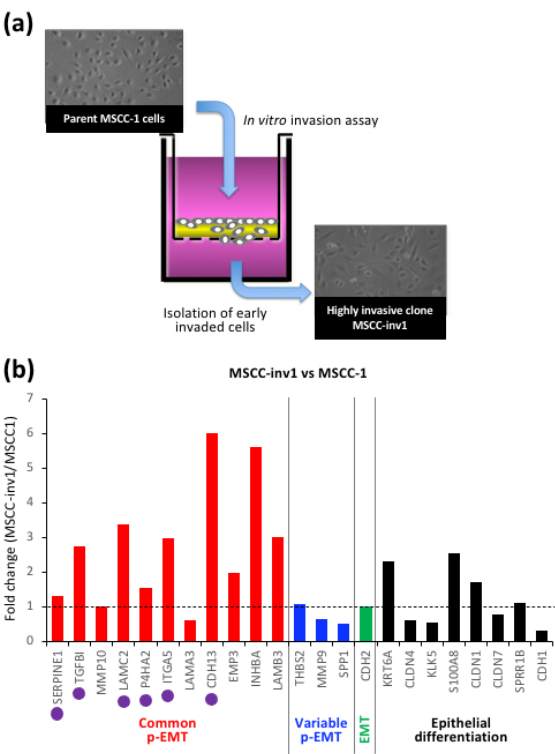 (a)
Parent MSCC-1 cells
In vitro invasion assay
Isolation of early
invaded cells
Highly invasive clone
MSCC-inv1
(b)
MSCC-inv1 vs MSCC-1
Fold change (MSCC-inv1/MSCC1)
7
6
5
4
3
2
1
0
SERPINE1
TGFBI
MMP10
LAMC2
P4HA2
ITGA5
LAMA3
CDH13
EMP3
INHBA
LAMB3
THBS2
MMP9
SPP1
CDH2
KRT6A
CLDN4
KLK5
S100A8
CLDN1
CLDN7
SPRR1B
CDH1
Common
p-EMT
Variable
p-EMT
EMT
Epithelial
differentiation